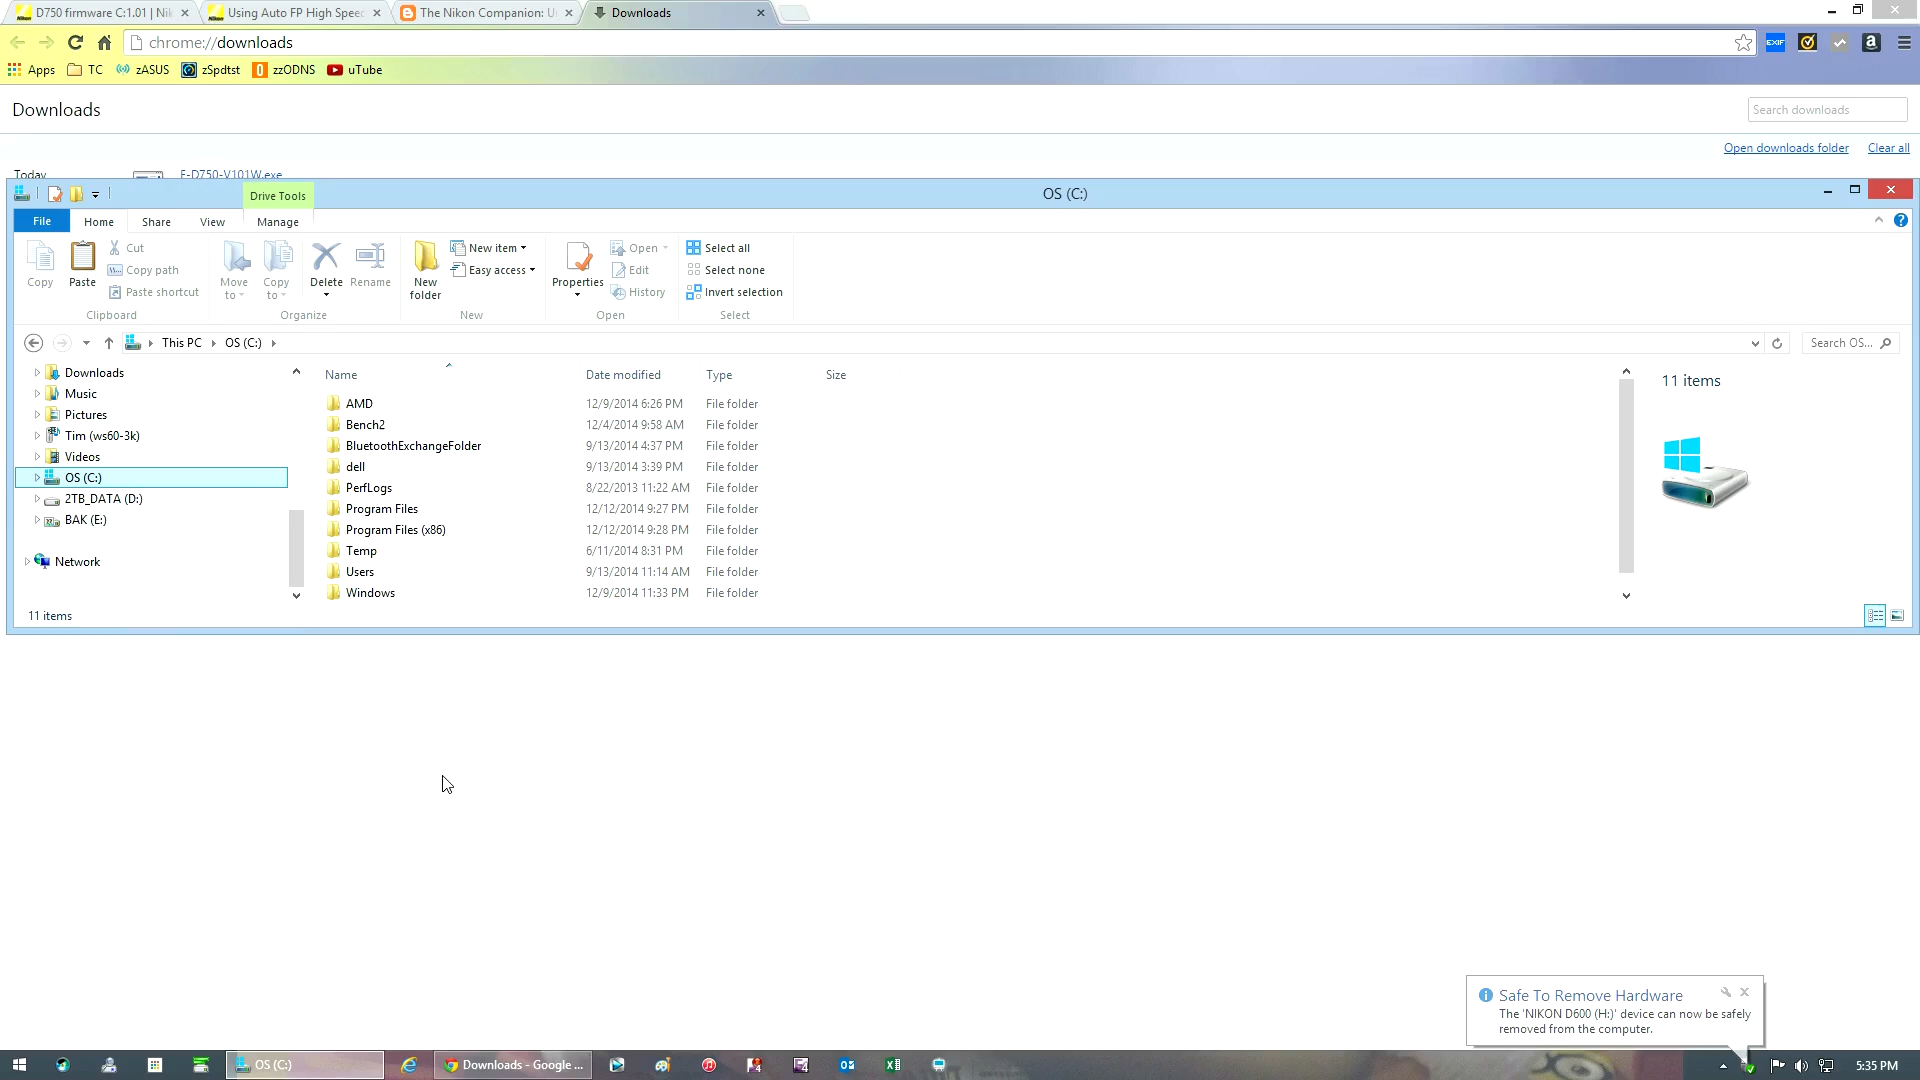 D750 firmware C:1.01 | Nik
Using Auto FP High Speed
The Nikon Companion: U
Downloads
chrome://downloads
EXIF
Apps
TC
zASUS
zSpdtst
zzODNS
uTube
Downloads
Search downloads
Open downloads folder
Clear all
Today
F-D750-V101W.exe
Drive Tools
OS (C:)
File
Home
Share
View
Manage
Copy
Paste
Cut
Copy path
Paste shortcut
Clipboard
Move to
Copy to
Delete
Rename
Organize
New folder
New item
Easy access
New
Properties
Open
Edit
History
Open
Select all
Select none
Invert selection
Select
This PC
OS (C:)
Search OS...
Downloads
Music
Pictures
Tim (ws60-3k)
Videos
OS (C:)
2TB_DATA (D:)
BAK (E:)
Network
Name Date modified Type Size
AMD 12/9/2014 6:26 PM File folder
Bench2 12/4/2014 9:58 AM File folder
BluetoothExchangeFolder 9/13/2014 4:37 PM File folder
dell 9/13/2014 3:39 PM File folder
PerfLogs 8/22/2013 11:22 AM File folder
Program Files 12/12/2014 9:27 PM File folder
Program Files (x86) 12/12/2014 9:28 PM File folder
Temp 6/11/2014 8:31 PM File folder
Users 9/13/2014 11:14 AM File folder
Windows 12/9/2014 11:33 PM File folder
11 items
11 items
Safe To Remove Hardware
The 'NIKON D600 (H:)' device can now be safely
removed from the computer.
OS (C:)
Downloads - Google ...
5:35 PM